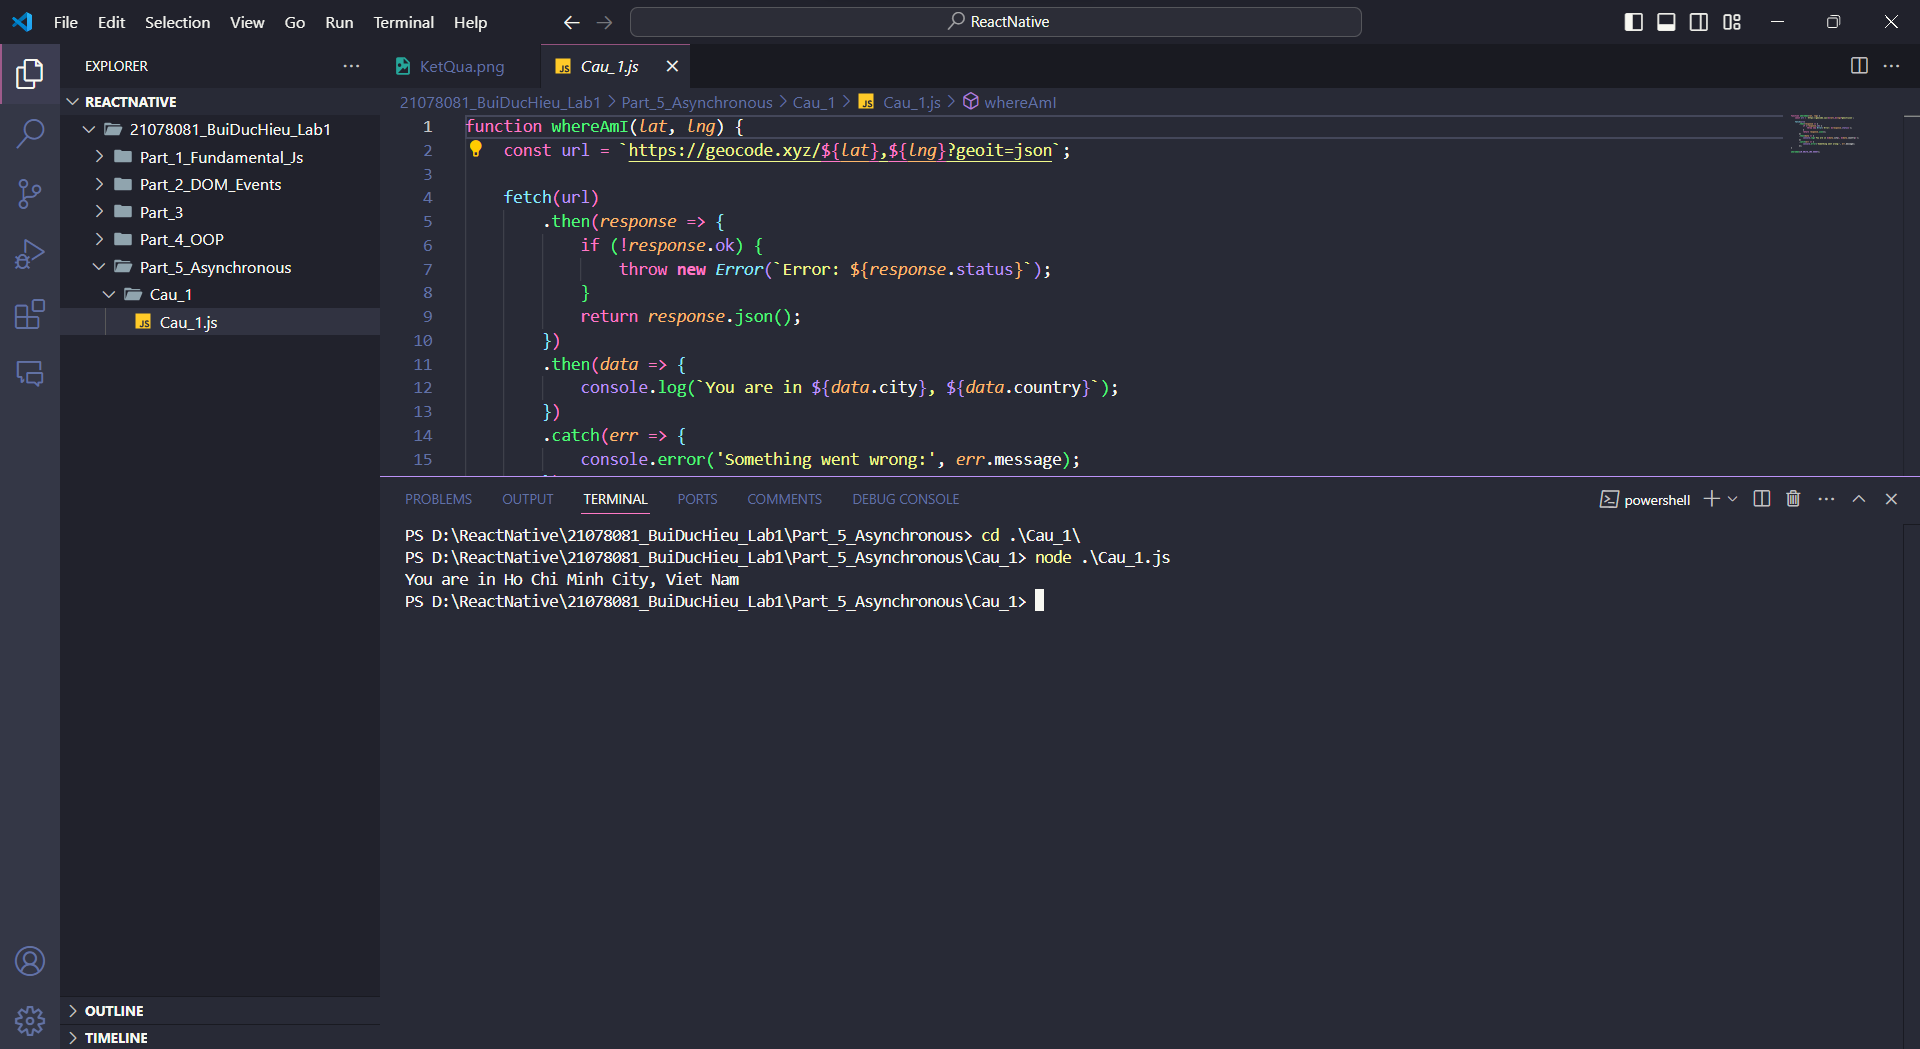 File Edit Selection View Go Run Terminal Help
ReactNative
EXPLORER
REACTNATIVE
21078081_BuiDucHieu_Lab1
Part_1_Fundamental_Js
Part_2_DOM_Events
Part_3
Part_4_OOP
Part_5_Asynchronous
Cau_1
JS Cau_1.js
OUTLINE
TIMELINE
KetQua.png
JS Cau_1.js
21078081_BuiDucHieu_Lab1 > Part_5_Asynchronous > Cau_1 > JS Cau_1.js > whereAmI
1 function whereAmI(lat, lng) {
2 const url = `https://geocode.xyz/${lat},${lng}?geoit=json`;
3
4 fetch(url)
5 .then(response => {
6 if (!response.ok) {
7 throw new Error(`Error: ${response.status}`);
8 }
9 return response.json();
10 })
11 .then(data => {
12 console.log(`You are in ${data.city}, ${data.country}`);
13 })
14 .catch(err => {
15 console.error('Something went wrong:', err.message);
PROBLEMS OUTPUT TERMINAL PORTS COMMENTS DEBUG CONSOLE
powershell
PS D:\ReactNative\21078081_BuiDucHieu_Lab1\Part_5_Asynchronous> cd .\Cau_1\
PS D:\ReactNative\21078081_BuiDucHieu_Lab1\Part_5_Asynchronous\Cau_1> node .\Cau_1.js
You are in Ho Chi Minh City, Viet Nam
PS D:\ReactNative\21078081_BuiDucHieu_Lab1\Part_5_Asynchronous\Cau_1>